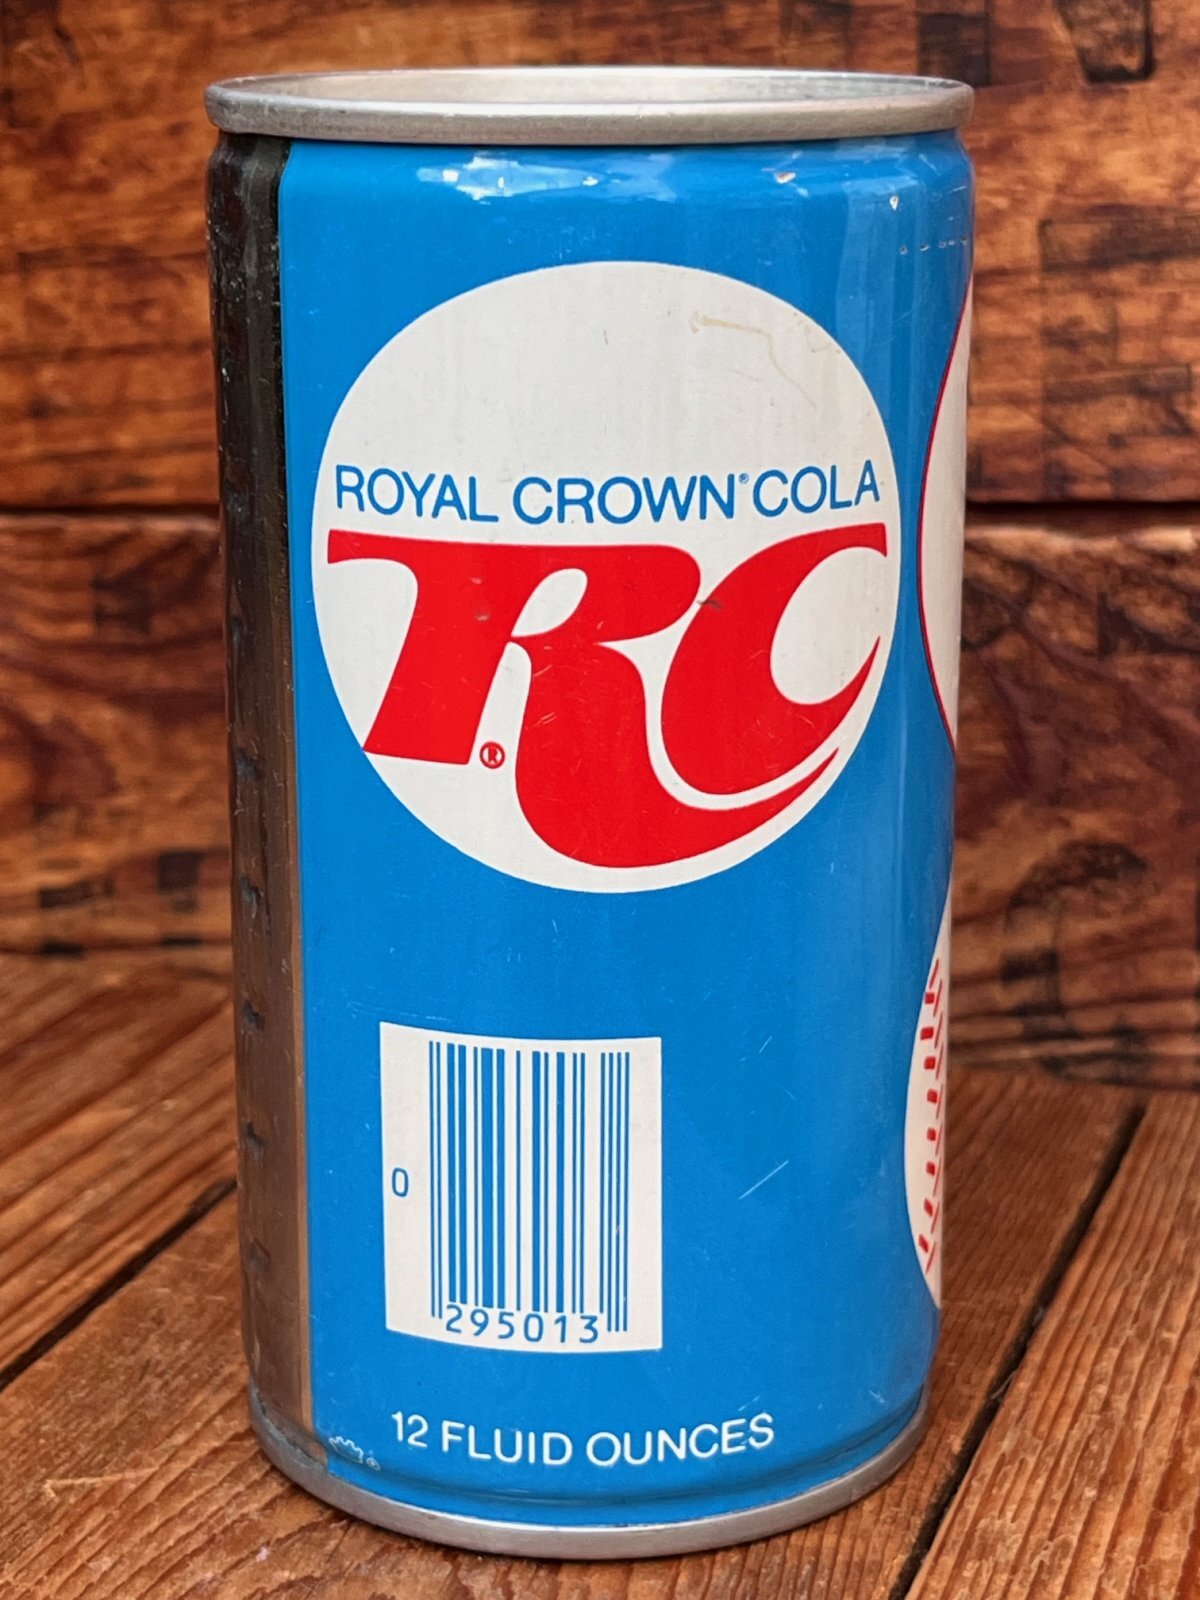 ROYAL CROWN® COLA
RC®
0
295013
12 FLUID OUNCES